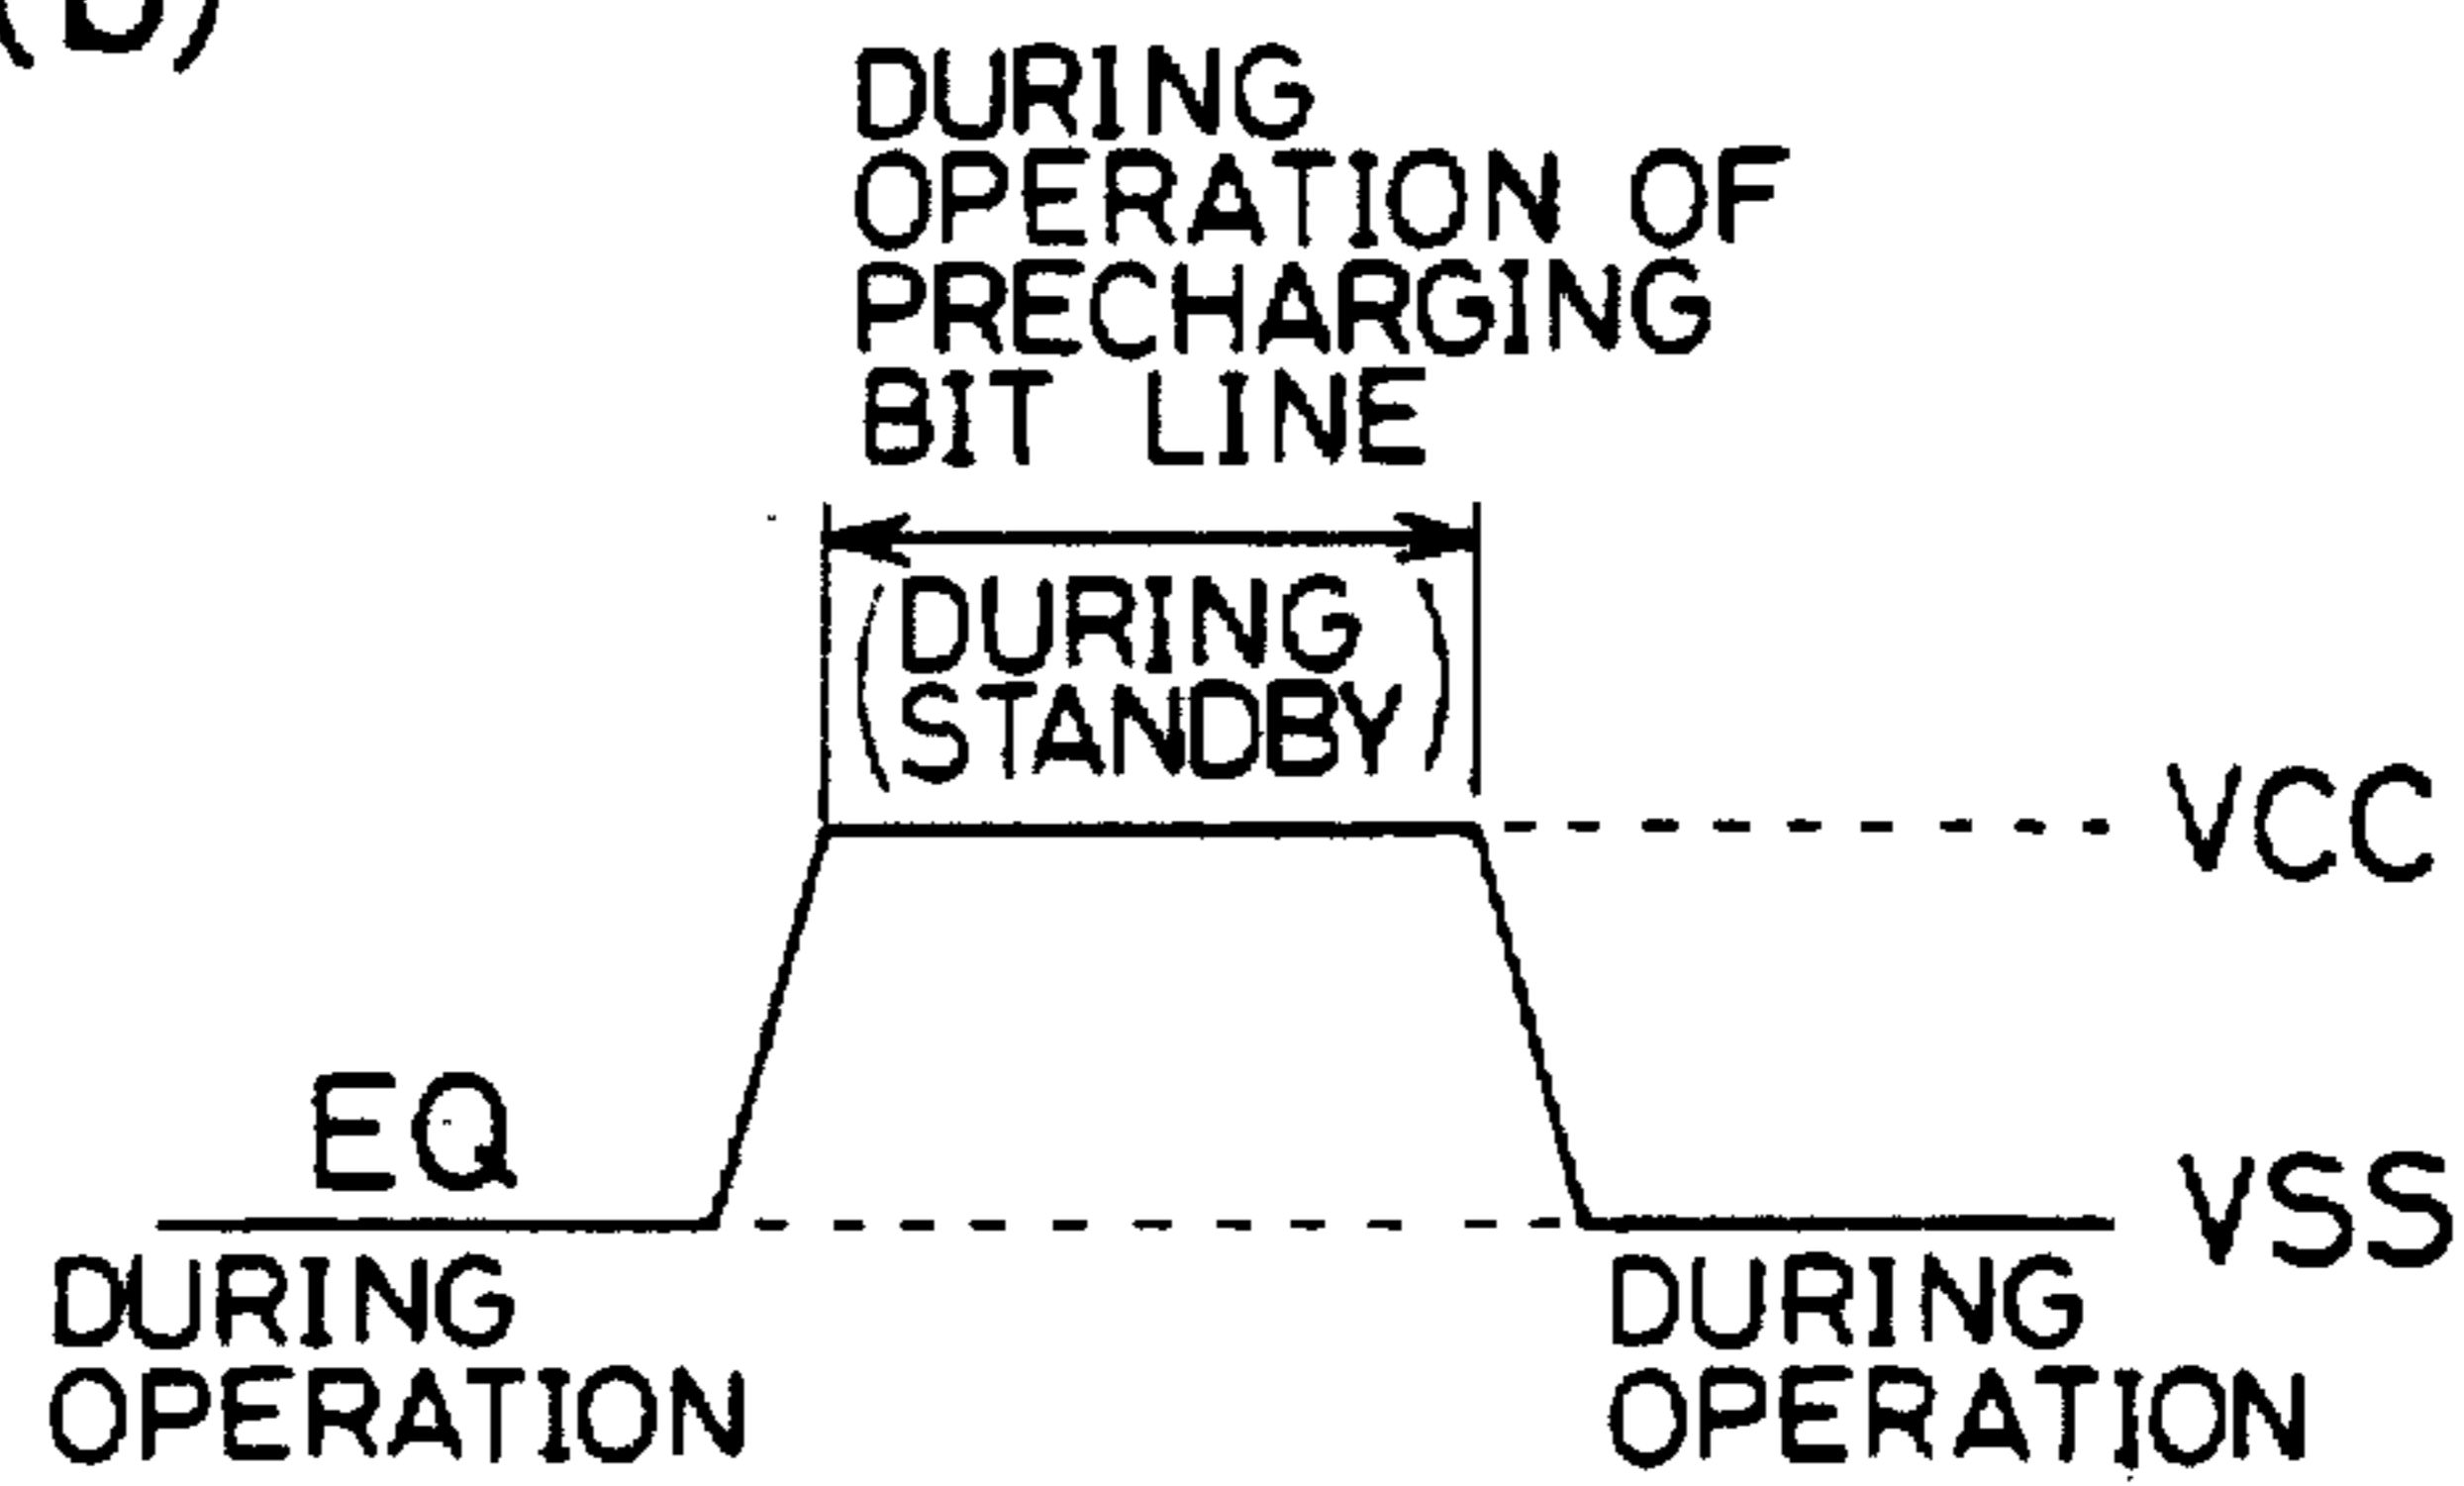 DURING
OPERATION OF
PRECHARGING
BIT LINE
(DURING
STANDBY)
VCC
EQ
VSS
DURING
OPERATION
DURING
OPERATION